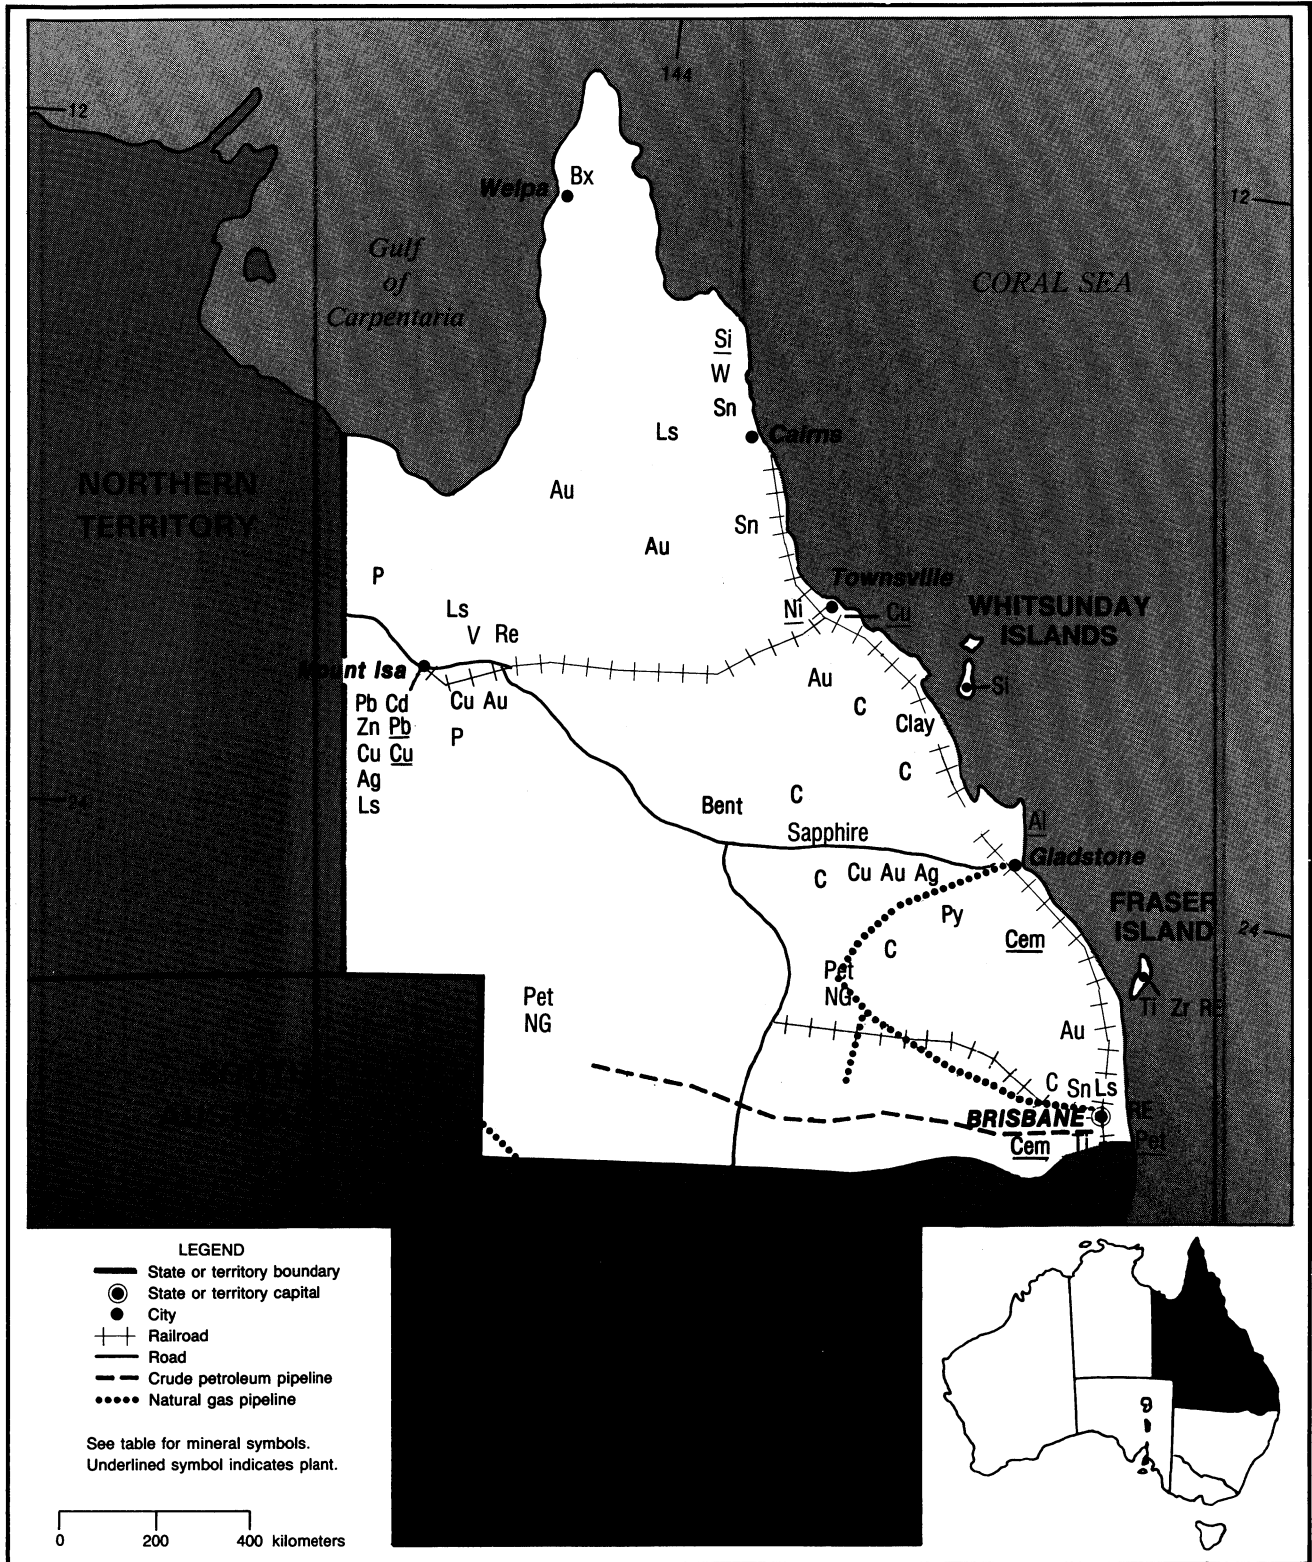 144
12
12
Bx
Weipa
Gulf
of
Carpentaria
CORAL SEA
Si
W
Sn
Ls
Cairns
NORTHERN
TERRITORY
Au
Sn
Au
P
Townsville
Ls
Ni
Cu
WHITSUNDAY
ISLANDS
V Re
Mount Isa
Au
Si
Pb Cd
Cu Au
C
Zn Pb
P
Clay
Cu Cu
C
Ag
Ls
24
Bent
C
Sapphire
Al
Gladstone
C
Cu Au Ag
Py
FRASER
ISLAND
24
Cem
C
Pet
NG
Pet
NG
Ti Zr RE
Au
C Sn Ls
BRISBANE
RE
Cem
Ti
Pet
LEGEND
State or territory boundary
State or territory capital
City
Railroad
Road
Crude petroleum pipeline
Natural gas pipeline
See table for mineral symbols.
Underlined symbol indicates plant.
0 200 400 kilometers